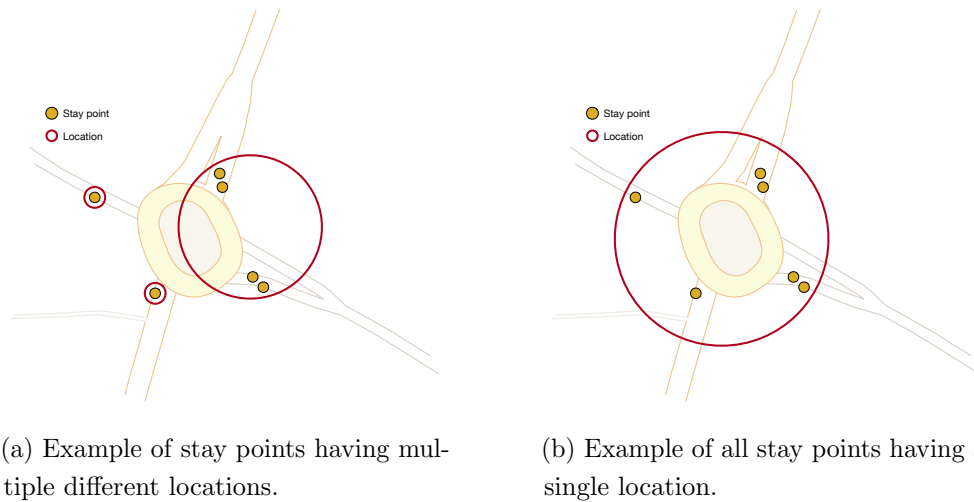 Stay point
Location
Stay point
Location
(a) Example of stay points having mul-
tiple different locations.
(b) Example of all stay points having
single location.